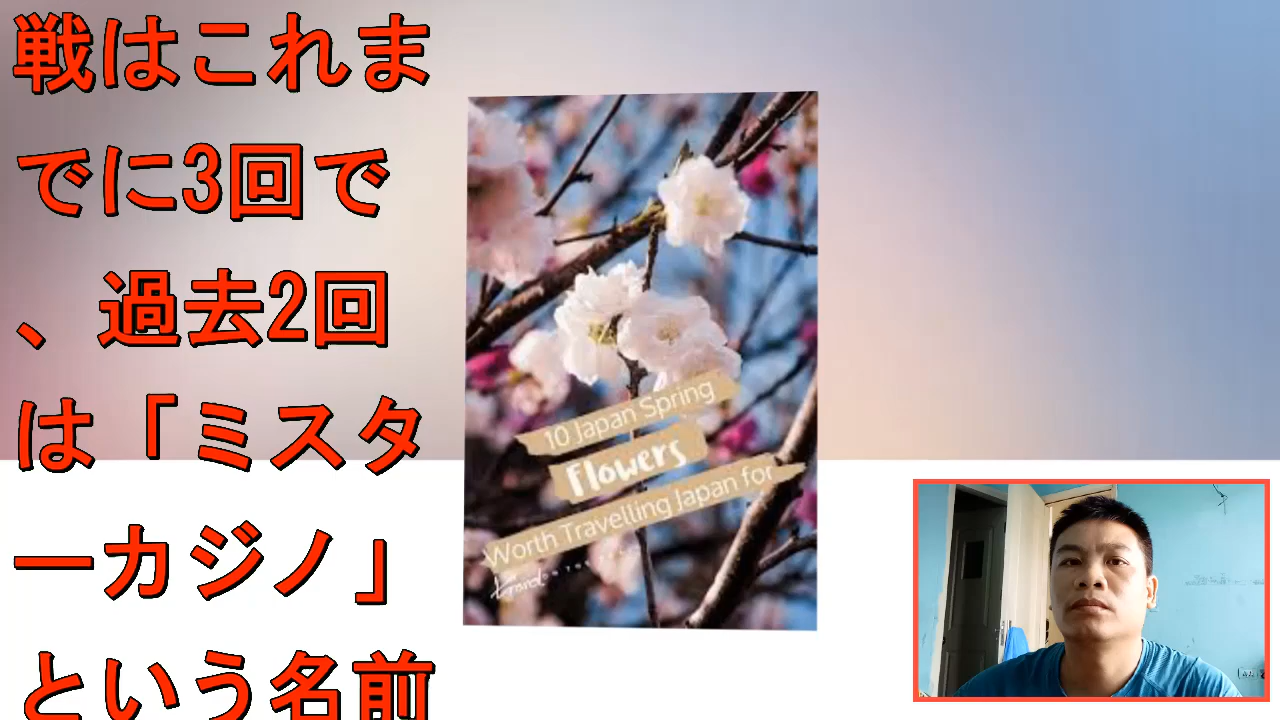 戦はこれま
でに3回で
、過去2回
は「ミスタ
ーカジノ」
という名前
10 Japan Spring
Flowers
Worth Travelling Japan for